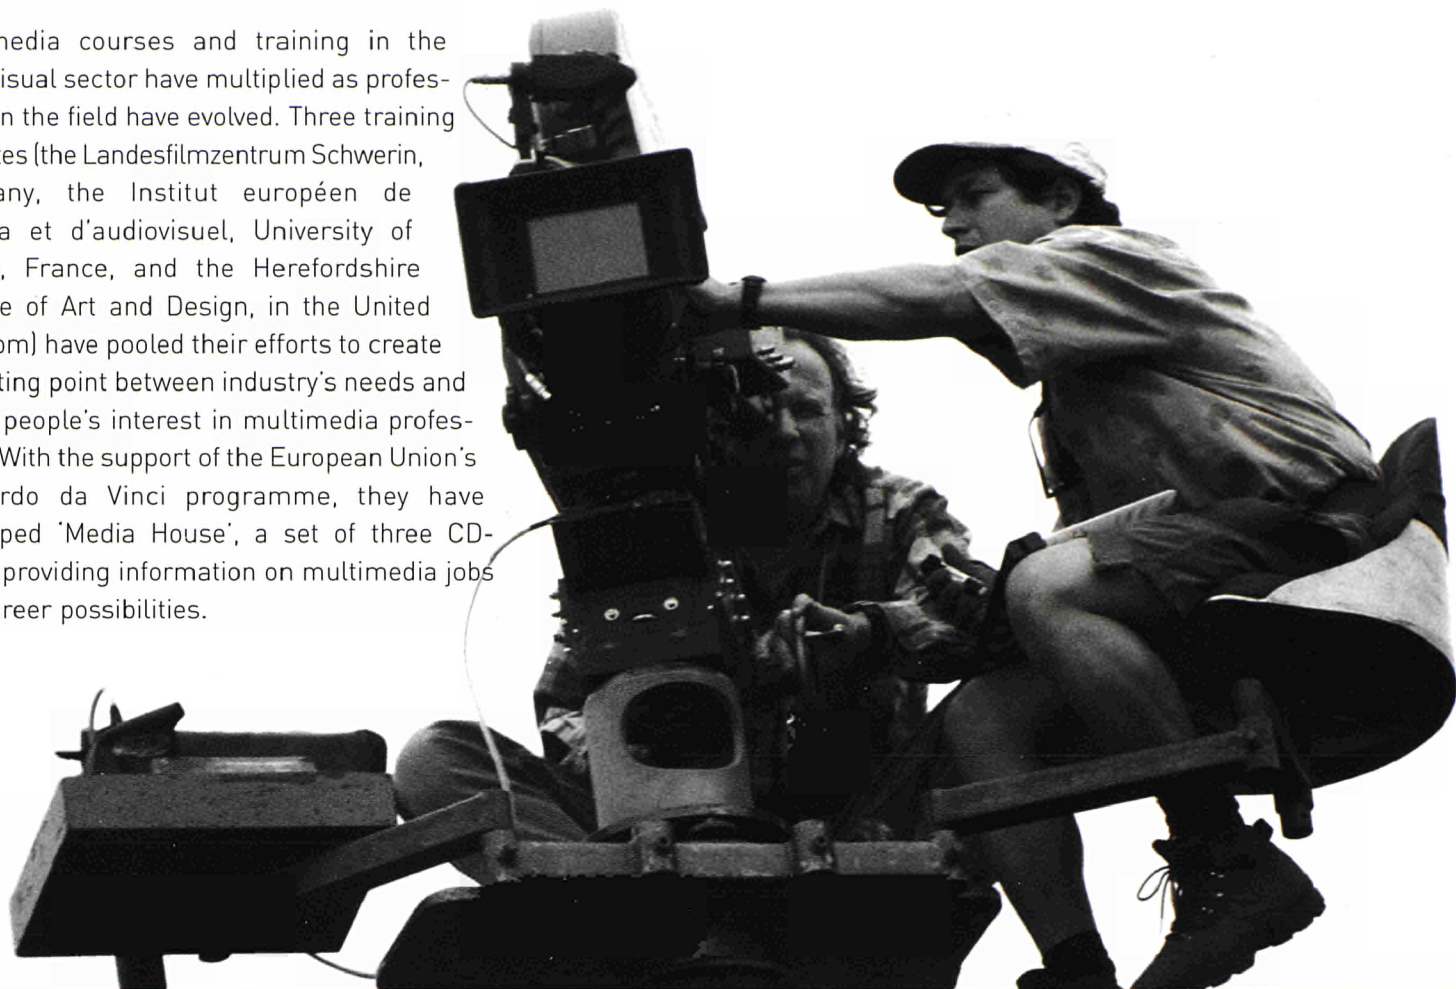 media courses and training in the
isual sector have multiplied as profes-
n the field have evolved. Three training
tes (the Landesfilmzentrum Schwerin,
any, the Institut européen de
a et d'audiovisuel, University of
, France, and the Herefordshire
e of Art and Design, in the United
om) have pooled their efforts to create
ting point between industry's needs and
people's interest in multimedia profes-
With the support of the European Union's
rdo da Vinci programme, they have
ped 'Media House', a set of three CD-
providing information on multimedia jobs
reer possibilities.